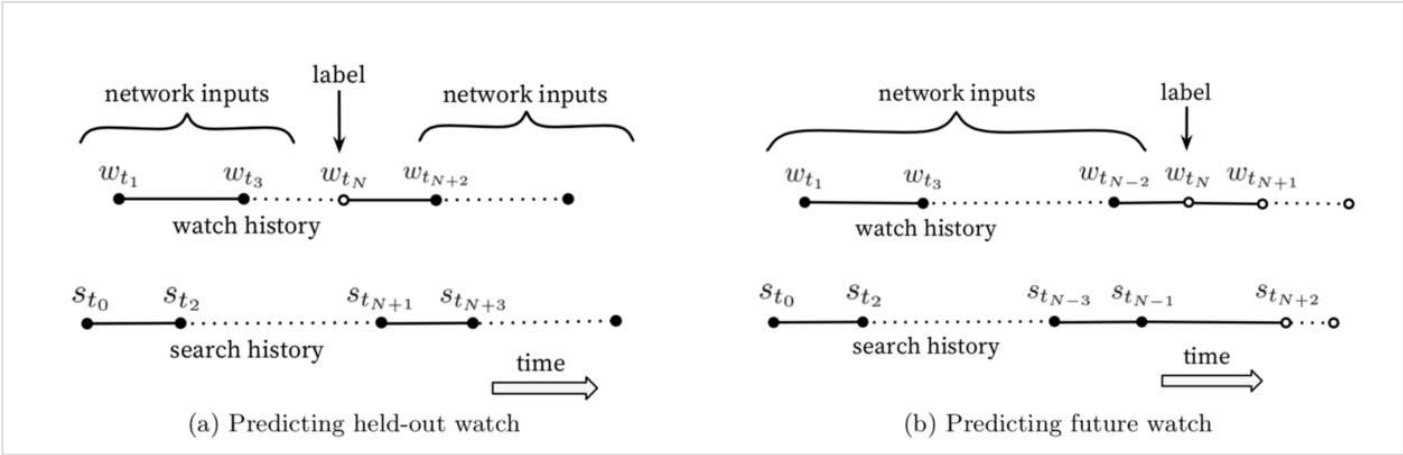 label
network inputs network inputs
w_{t_1} w_{t_3} w_{t_N} w_{t_{N+2}}
watch history
s_{t_0} s_{t_2} s_{t_{N+1}} s_{t_{N+3}}
search history
time
(a) Predicting held-out watch
network inputs label
w_{t_1} w_{t_3} w_{t_{N-2}} w_{t_N} w_{t_{N+1}}
watch history
s_{t_0} s_{t_2} s_{t_{N-3}} s_{t_{N-1}} s_{t_{N+2}}
search history
time
(b) Predicting future watch